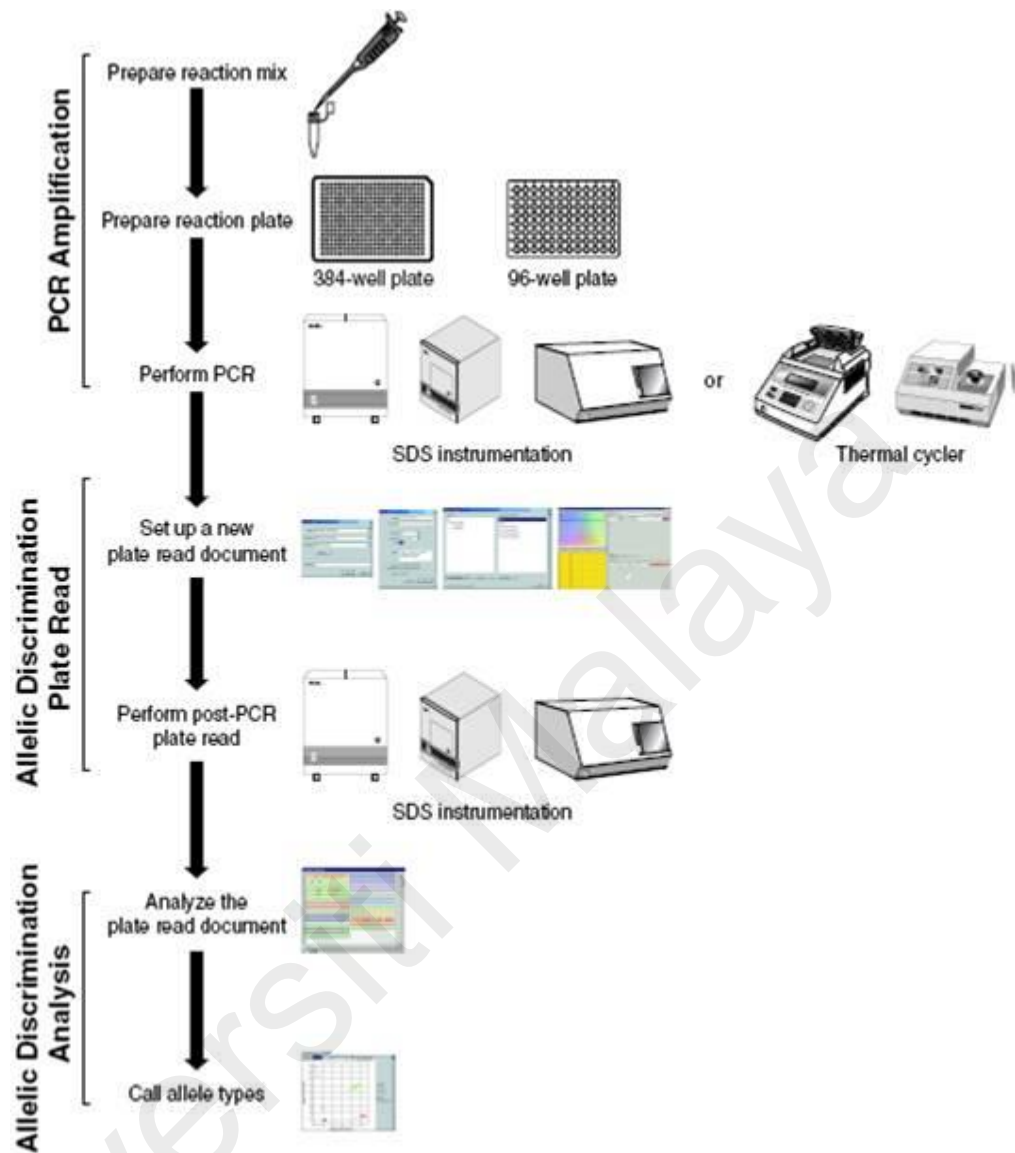 PCR Amplification
Prepare reaction mix
Prepare reaction plate
384-well plate
96-well plate
Perform PCR
or
SDS instrumentation
Thermal cycler
Allelic Discrimination
Plate Read
Set up a new
plate read document
Perform post-PCR
plate read
SDS instrumentation
Allelic Discrimination
Analysis
Analyze the
plate read document
Call allele types
versiti Malaya